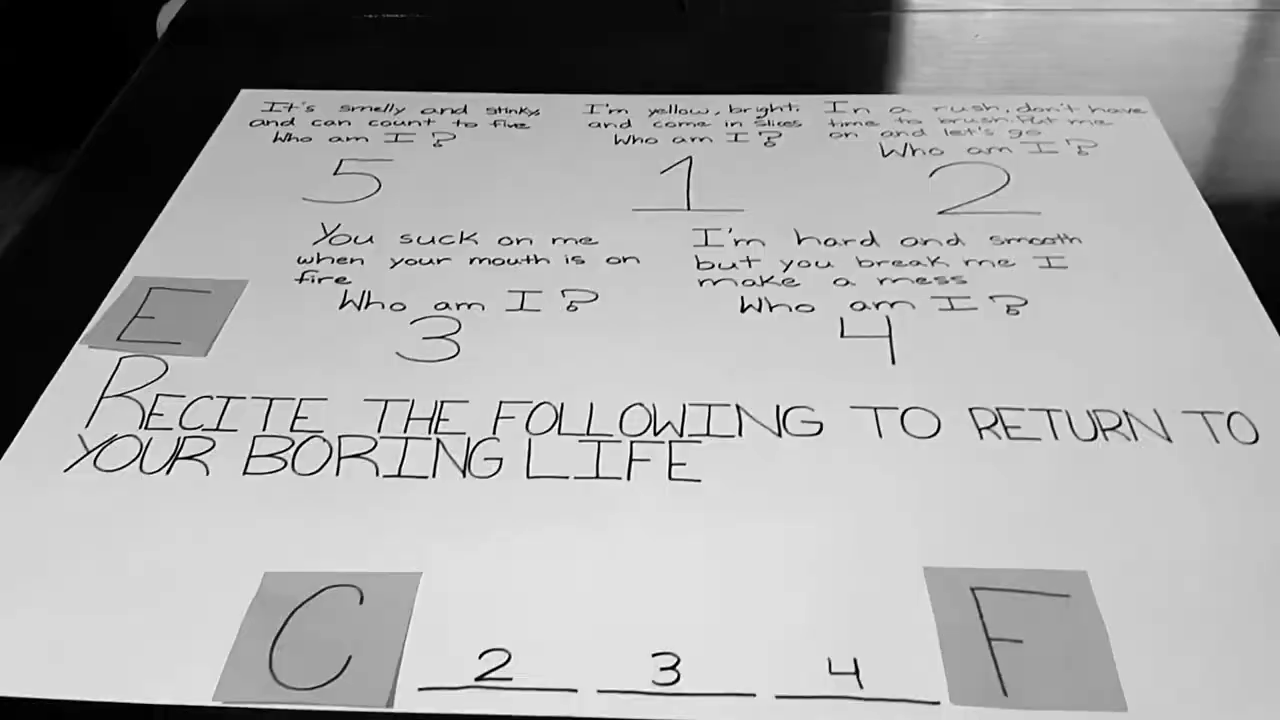 It's smelly and stinky
and can count to five
Who am I?
5
I'm yellow, bright,
and come in slices
Who am I?
1
In a rush, don't have
time to brush. Put me
on and let's go
Who am I?
2
You suck on me
when your mouth is on
fire
Who am I?
3
I'm hard and smooth
but you break me I
make a mess
Who am I?
4
E
RECITE THE FOLLOWING TO RETURN TO
YOUR BORING LIFE
C 2 3 4 F